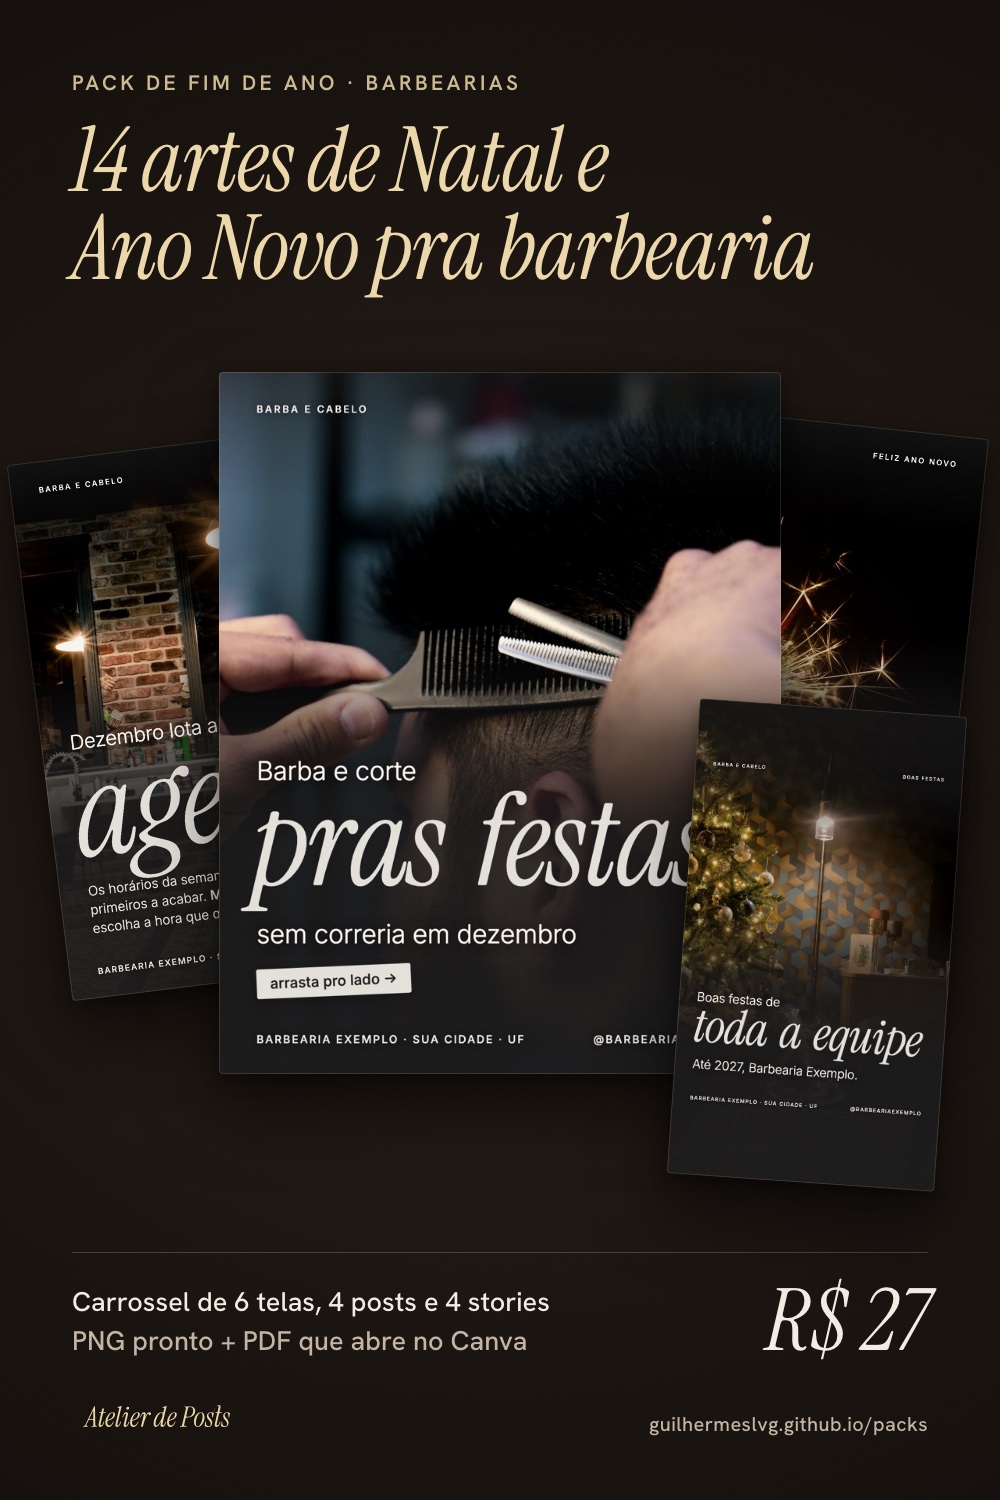 PACK DE FIM DE ANO · BARBEARIAS
14 artes de Natal e
Ano Novo pra barbearia
BARBA E CABELO
Dezembro lota a
age
Os horários da seman
primeiros a acabar. M
escolha a hora que q
BARBEARIA EXEMPLO ·
BARBA E CABELO
Barba e corte
pras festas
sem correria em dezembro
arrasta pro lado →
BARBEARIA EXEMPLO · SUA CIDADE · UF
@BARBEARIA
FELIZ ANO NOVO
BARBA E CABELO
BOAS FESTAS
Boas festas de
toda a equipe
Até 2027, Barbearia Exemplo.
BARBEARIA EXEMPLO · SUA CIDADE · UF
@BARBEARIAEXEMPLO
Carrossel de 6 telas, 4 posts e 4 stories
PNG pronto + PDF que abre no Canva
R$ 27
Atelier de Posts
guilhermeslvg.github.io/packs